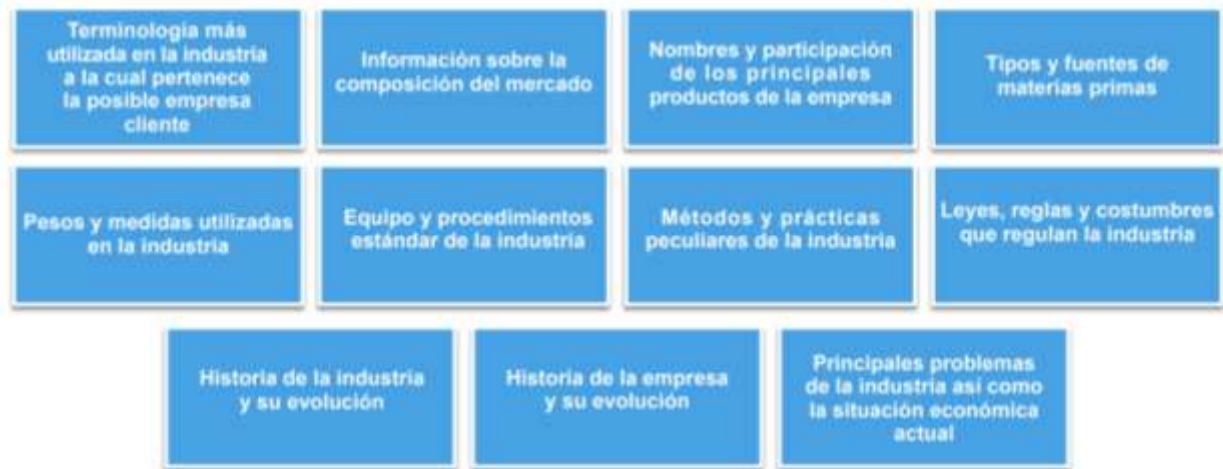 Terminología más
utilizada en la industria
a la cual pertenece
la posible empresa
cliente
Información sobre la
composición del mercado
Nombres y participación
de los principales
productos de la empresa
Tipos y fuentes de
materias primas
Pesos y medidas utilizadas
en la industria
Equipo y procedimientos
estándar de la industria
Métodos y prácticas
peculiares de la industria
Leyes, reglas y costumbres
que regulan la industria
Historia de la industria
y su evolución
Historia de la empresa
y su evolución
Principales problemas
de la industria así como
la situación económica
actual